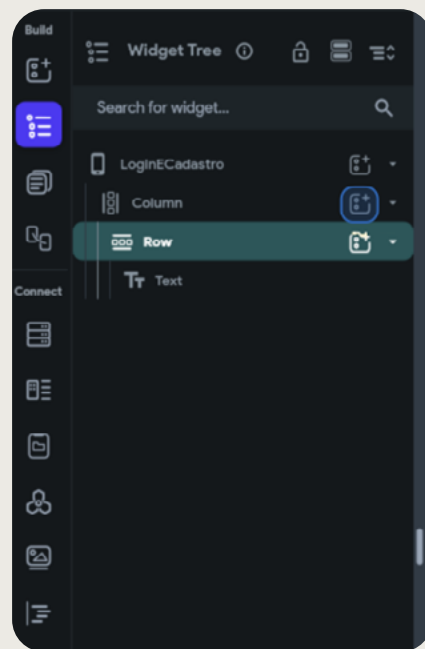 Build
Widget Tree
Search for widget...
LoginECadastro
Column
Row
Text
Connect